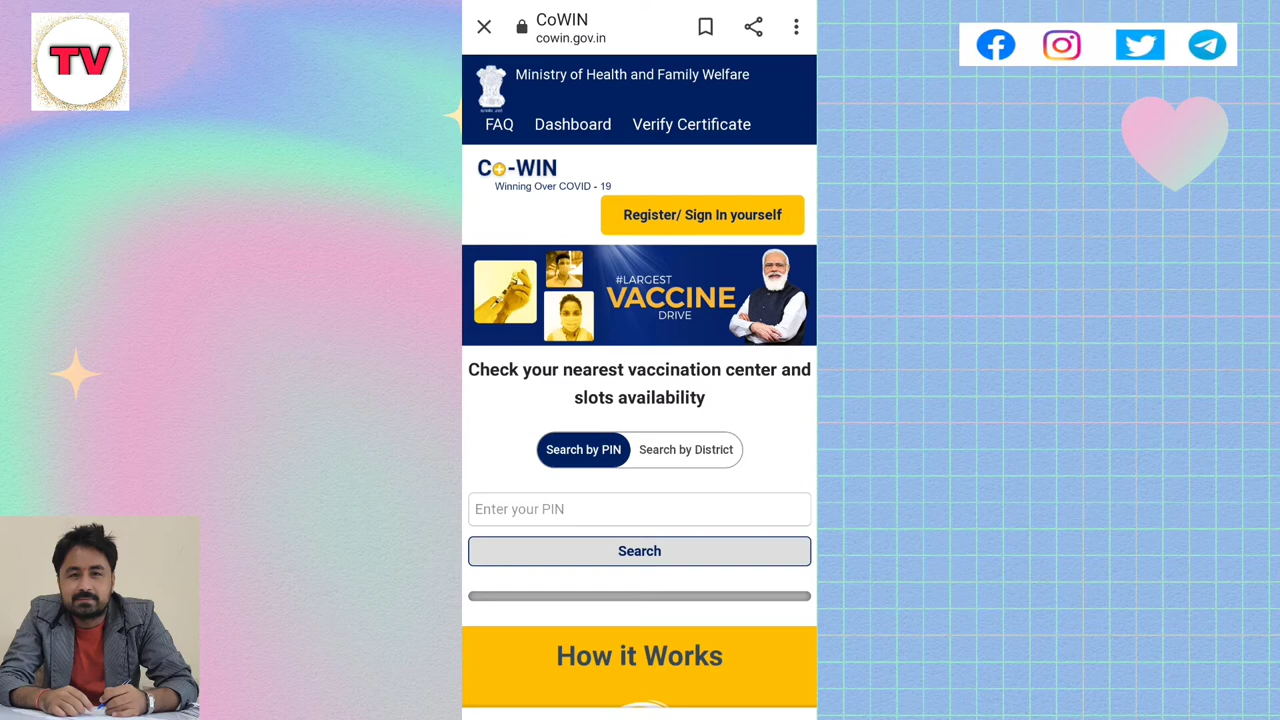 TV
CoWIN
cowin.gov.in
Ministry of Health and Family Welfare
FAQ Dashboard Verify Certificate
Co-WIN
Winning Over COVID - 19
Register/ Sign In yourself
#LARGEST
VACCINE
DRIVE
Check your nearest vaccination center and
slots availability
Search by PIN Search by District
Enter your PIN
Search
How it Works